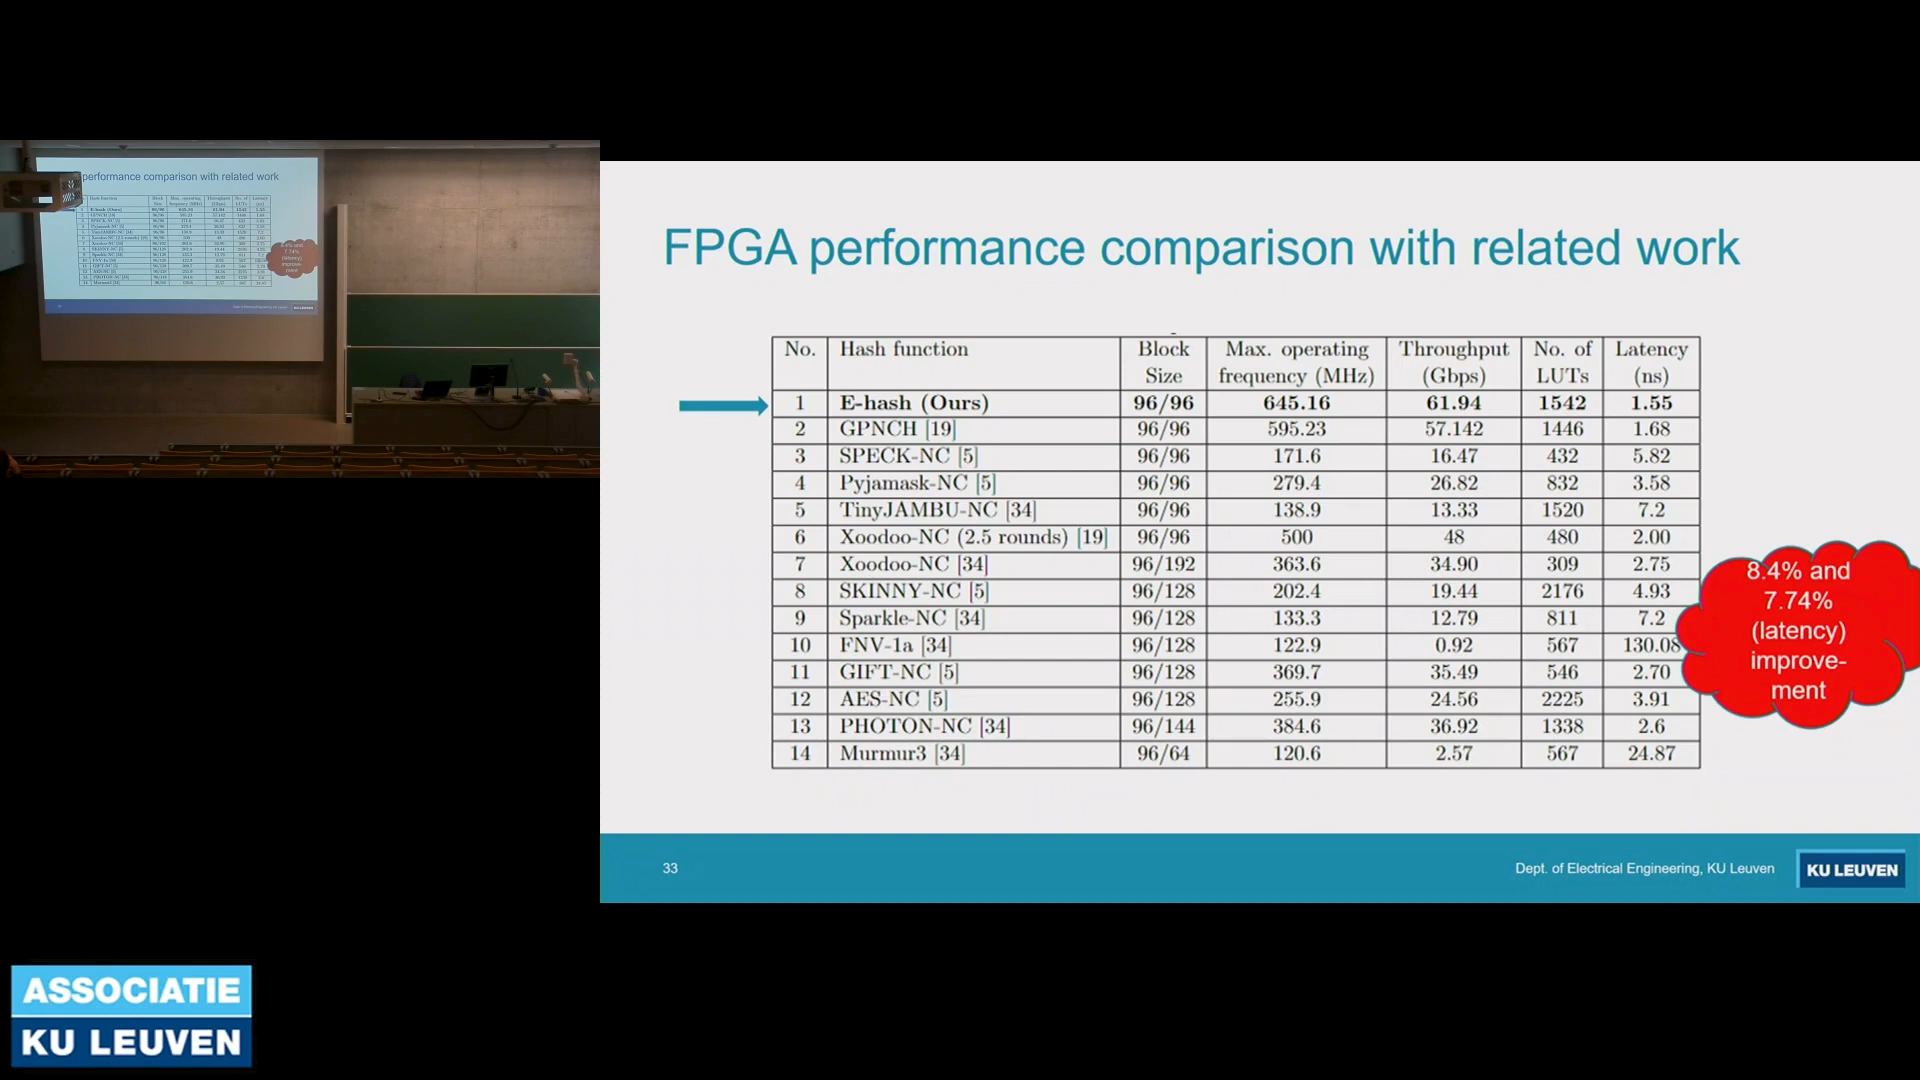 performance comparison with related work
KU LEUVEN
FPGA performance comparison with related work
No. Hash function Block Size Max. operating frequency (MHz) Throughput (Gbps) No. of LUTs Latency (ns)
1 E-hash (Ours) 96/96 645.16 61.94 1542 1.55
2 GPNCH [19] 96/96 595.23 57.142 1446 1.68
3 SPECK-NC [5] 96/96 171.6 16.47 432 5.82
4 Pyjamask-NC [5] 96/96 279.4 26.82 832 3.58
5 TinyJAMBU-NC [34] 96/96 138.9 13.33 1520 7.2
6 Xoodoo-NC (2.5 rounds) [19] 96/96 500 48 480 2.00
7 Xoodoo-NC [34] 96/192 363.6 34.90 309 2.75
8 SKINNY-NC [5] 96/128 202.4 19.44 2176 4.93
9 Sparkle-NC [34] 96/128 133.3 12.79 811 7.2
10 FNV-1a [34] 96/128 122.9 0.92 567 130.08
11 GIFT-NC [5] 96/128 369.7 35.49 546 2.70
12 AES-NC [5] 96/128 255.9 24.56 2225 3.91
13 PHOTON-NC [34] 96/144 384.6 36.92 1338 2.6
14 Murmur3 [34] 96/64 120.6 2.57 567 24.87
8.4% and
7.74%
(latency)
improve-
ment
33
Dept. of Electrical Engineering, KU Leuven
KU LEUVEN
ASSOCIATIE
KU LEUVEN